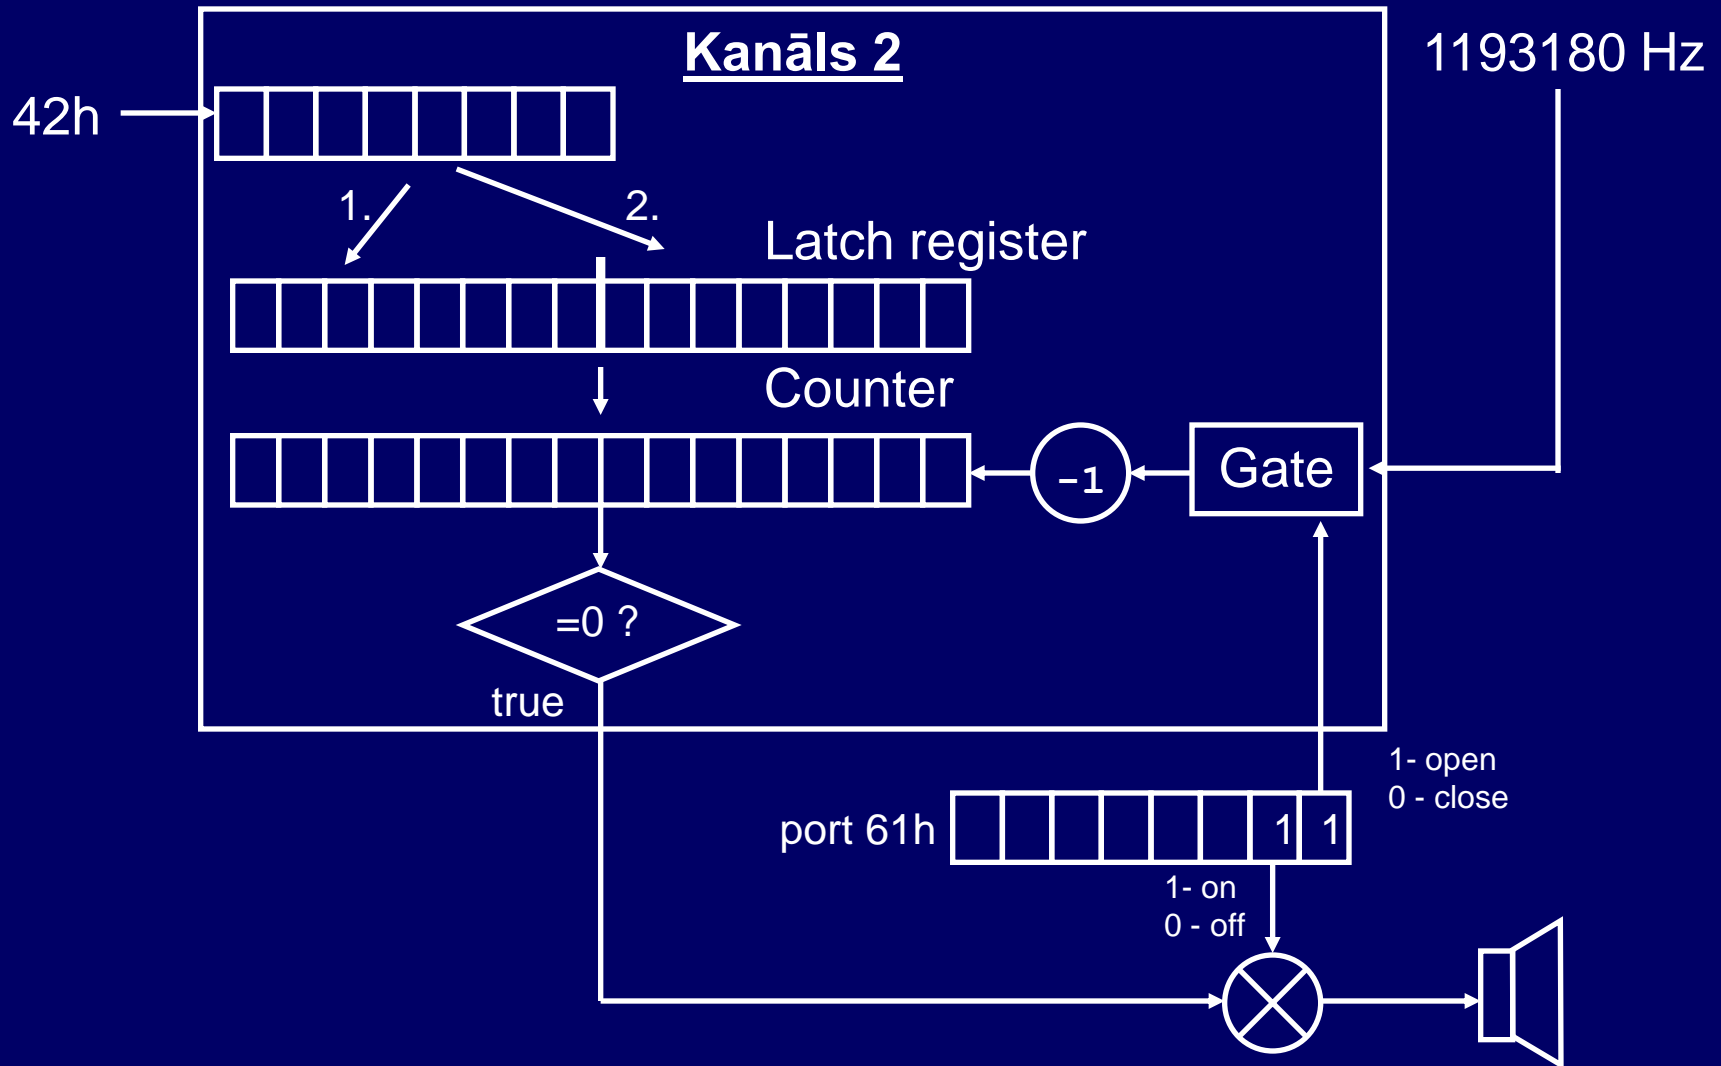 Kanāls 2
1193180 Hz
42h
1.
2.
Latch register
Counter
-1
Gate
=0 ?
true
1- open
0 - close
port 61h
1 1
1- on
0 - off